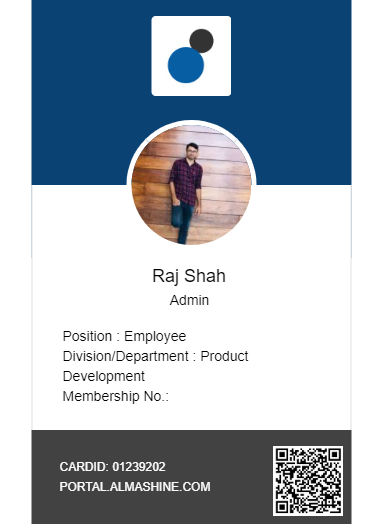 Raj Shah
Admin
Position : Employee
Division/Department : Product
Development
Membership No.:
CARDID: 01239202
PORTAL.ALMASHINE.COM